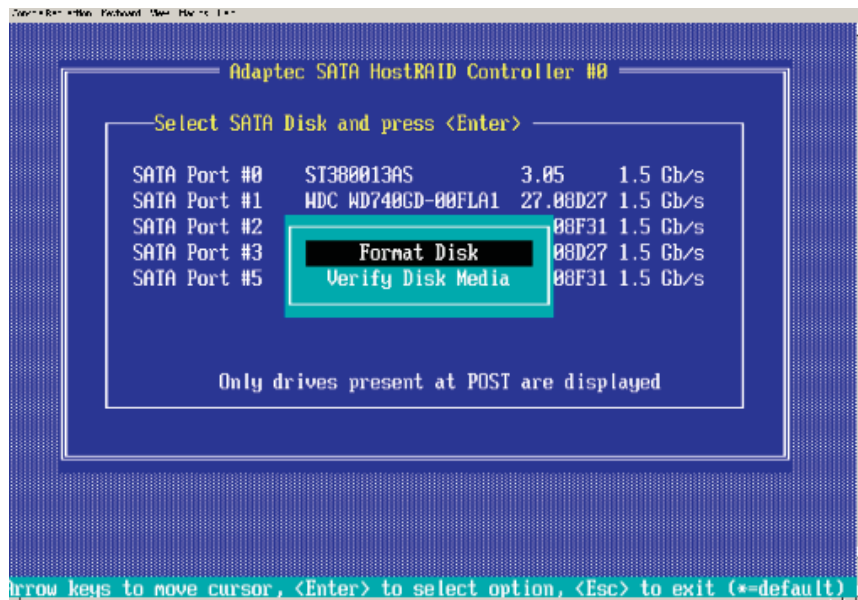 Keyboard
Adaptec SATA HostRAID Controller #0
Select SATA Disk and press <Enter>
SATA Port #0 ST380013AS 3.05 1.5 Gb/s
SATA Port #1 WDC WD740GD-00FLA1 27.08D27 1.5 Gb/s
SATA Port #2 08F31 1.5 Gb/s
SATA Port #3 08D27 1.5 Gb/s
SATA Port #5 08F31 1.5 Gb/s
Format Disk
Verify Disk Media
Only drives present at POST are displayed
Arrow keys to move cursor, <Enter> to select option, <Esc> to exit (*=default)